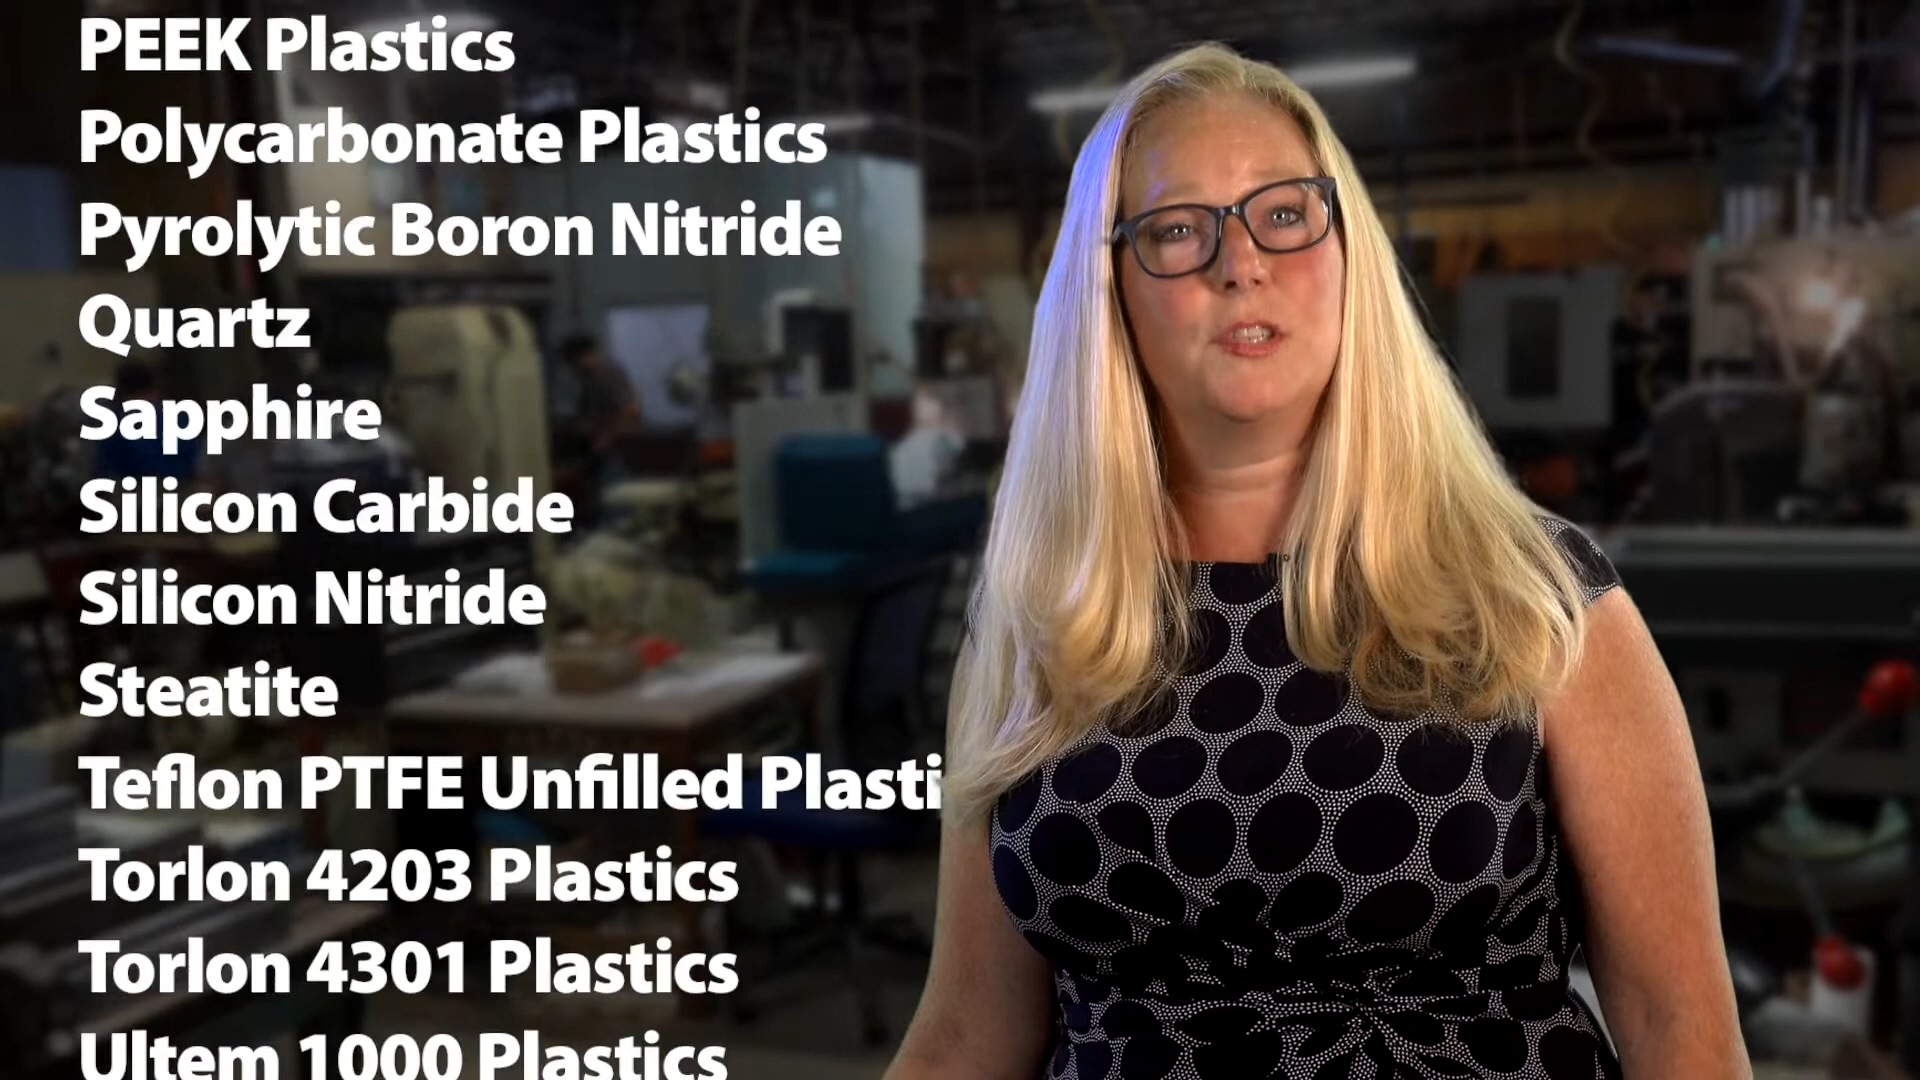 PEEK Plastics
Polycarbonate Plastics
Pyrolytic Boron Nitride
Quartz
Sapphire
Silicon Carbide
Silicon Nitride
Steatite
Teflon PTFE Unfilled Plasti
Torlon 4203 Plastics
Torlon 4301 Plastics
Ultem 1000 Plastics